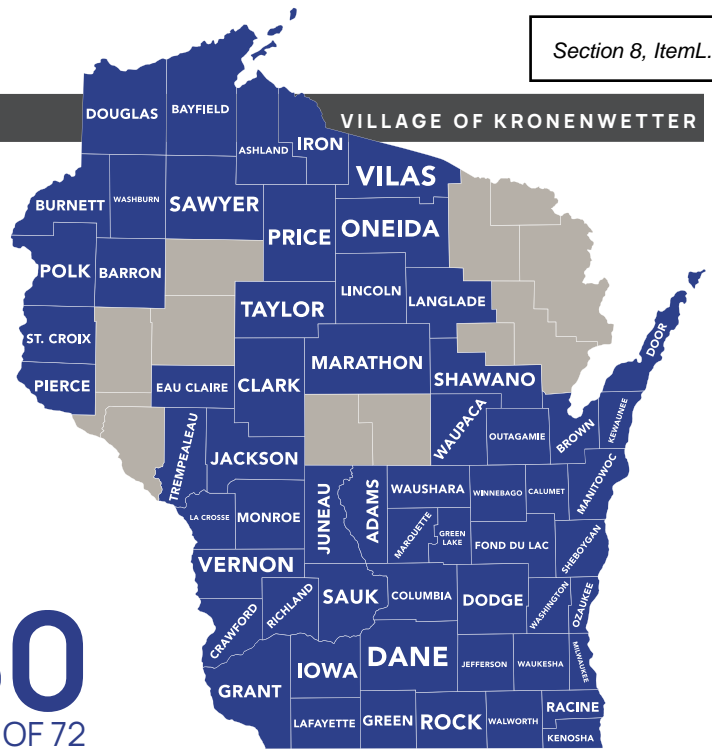 Section 8, ItemL.
VILLAGE OF KRONENWETTER
DOUGLAS
BAYFIELD
ASHLAND
IRON
VILAS
BURNETT
WASHBURN
SAWYER
PRICE
ONEIDA
POLK
BARRON
LINCOLN
TAYLOR
LANGLADE
ST. CROIX
MARATHON
DOOR
PIERCE
EAU CLAIRE
CLARK
SHAWANO
WAUPACA
OUTAGAMIE
BROWN
KEWAUNEE
TREMPEALEAU
JACKSON
JUNEAU
ADAMS
WAUSHARA
WINNEBAGO
CALUMET
MANITOWOC
LA CROSSE
MONROE
MARQUETTE
GREEN
LAKE
FOND DU LAC
SHEBOYGAN
VERNON
CRAWFORD
RICHLAND
SAUK
COLUMBIA
DODGE
WASHINGTON
OZAUKEE
GRANT
IOWA
DANE
JEFFERSON
WAUKESHA
MILWAUKEE
LAFAYETTE
GREEN
ROCK
WALWORTH
RACINE
KENOSHA
0
OF 72